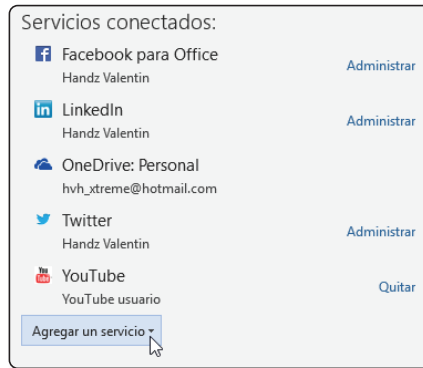 Servicios conectados:
Facebook para Office
Handz Valentin
Administrar
LinkedIn
Handz Valentin
Administrar
OneDrive: Personal
hvh_xtreme@hotmail.com
Twitter
Handz Valentin
Administrar
YouTube
YouTube usuario
Quitar
Agregar un servicio